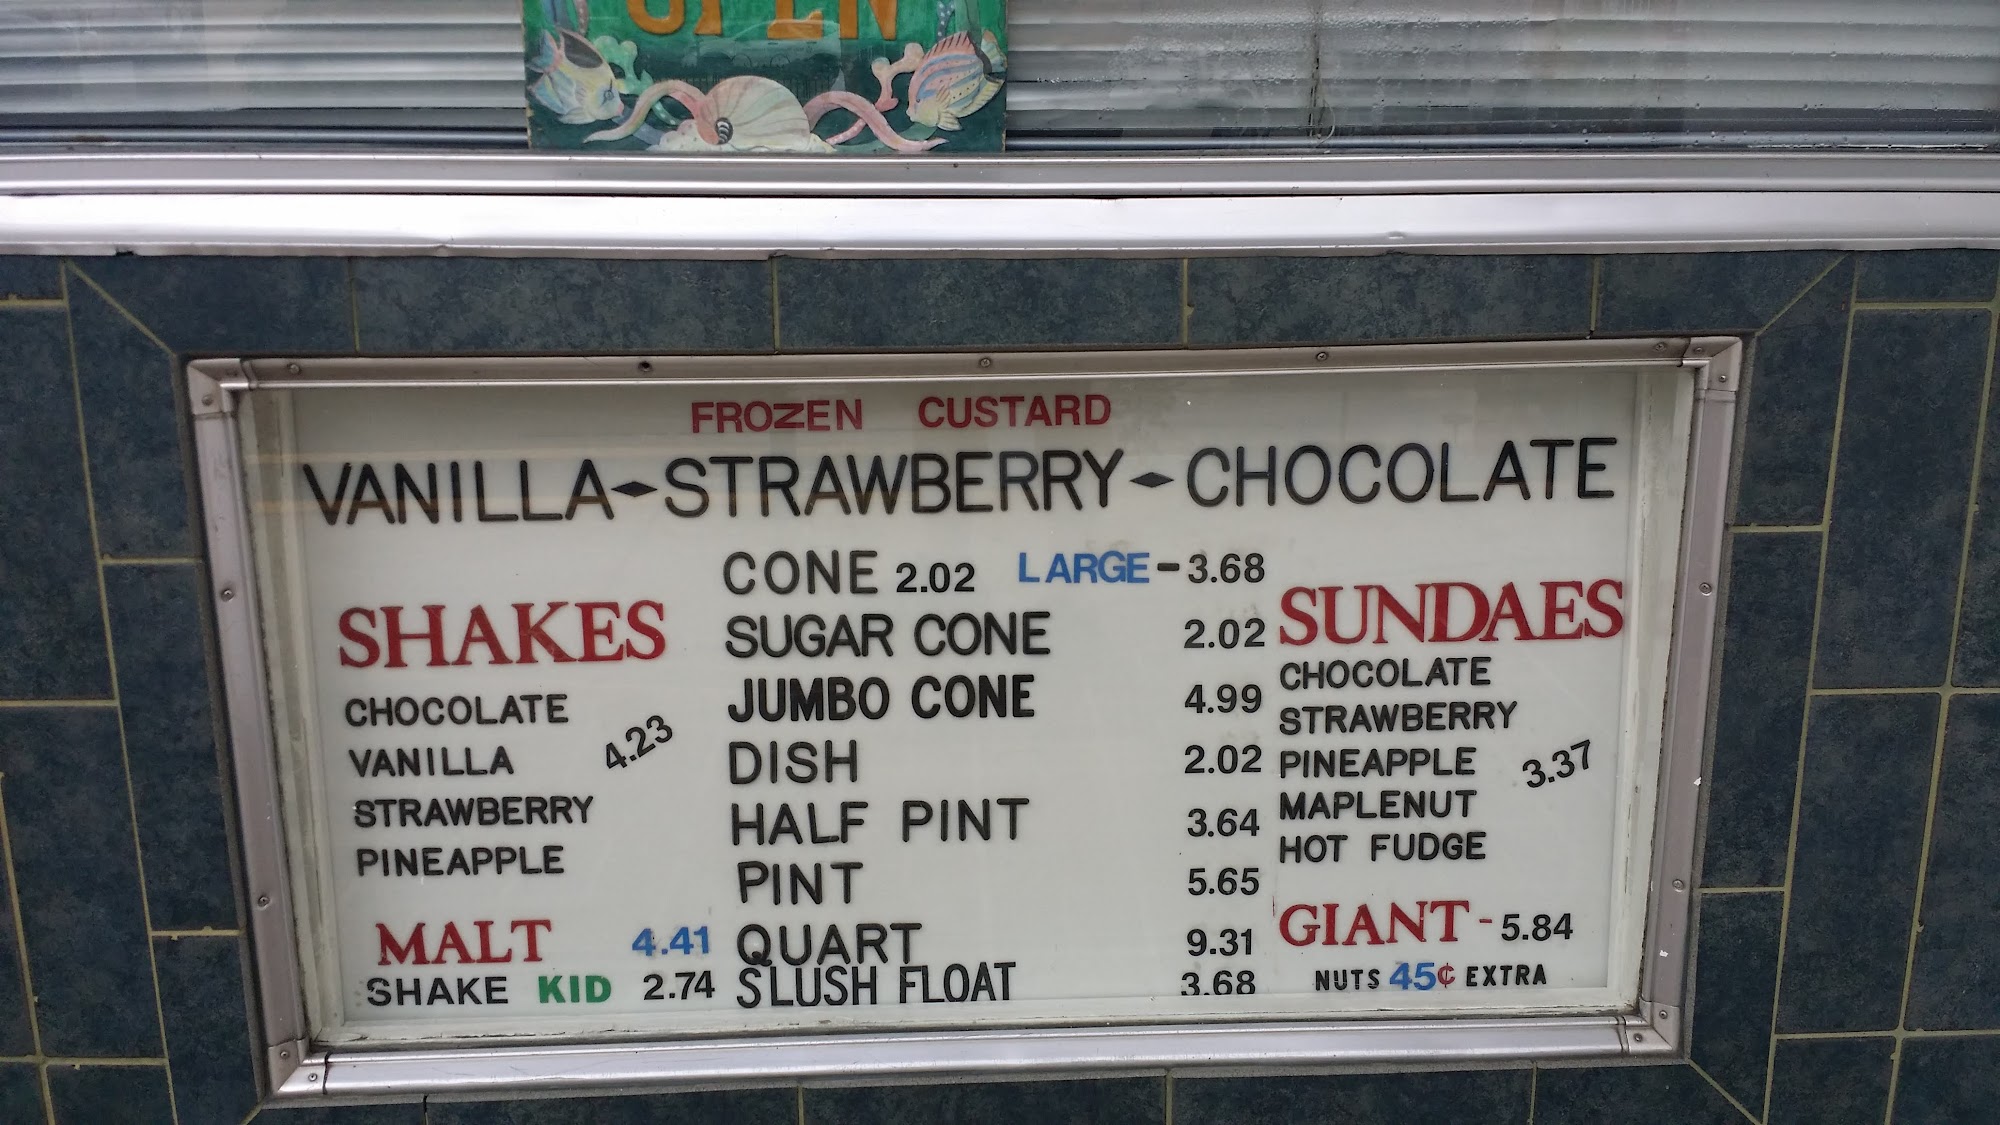 OPEN
FROZEN CUSTARD
VANILLA-STRAWBERRY-CHOCOLATE
SHAKES
CHOCOLATE
VANILLA
4.23
STRAWBERRY
PINEAPPLE
MALT 4.41
SHAKE KID 2.74
CONE 2.02 LARGE-3.68
SUGAR CONE 2.02
JUMBO CONE 4.99
DISH 2.02
HALF PINT 3.64
PINT 5.65
QUART 9.31
SLUSH FLOAT 3.68
SUNDAES
CHOCOLATE
STRAWBERRY
PINEAPPLE 3.37
MAPLENUT
HOT FUDGE
GIANT-5.84
NUTS 45¢ EXTRA